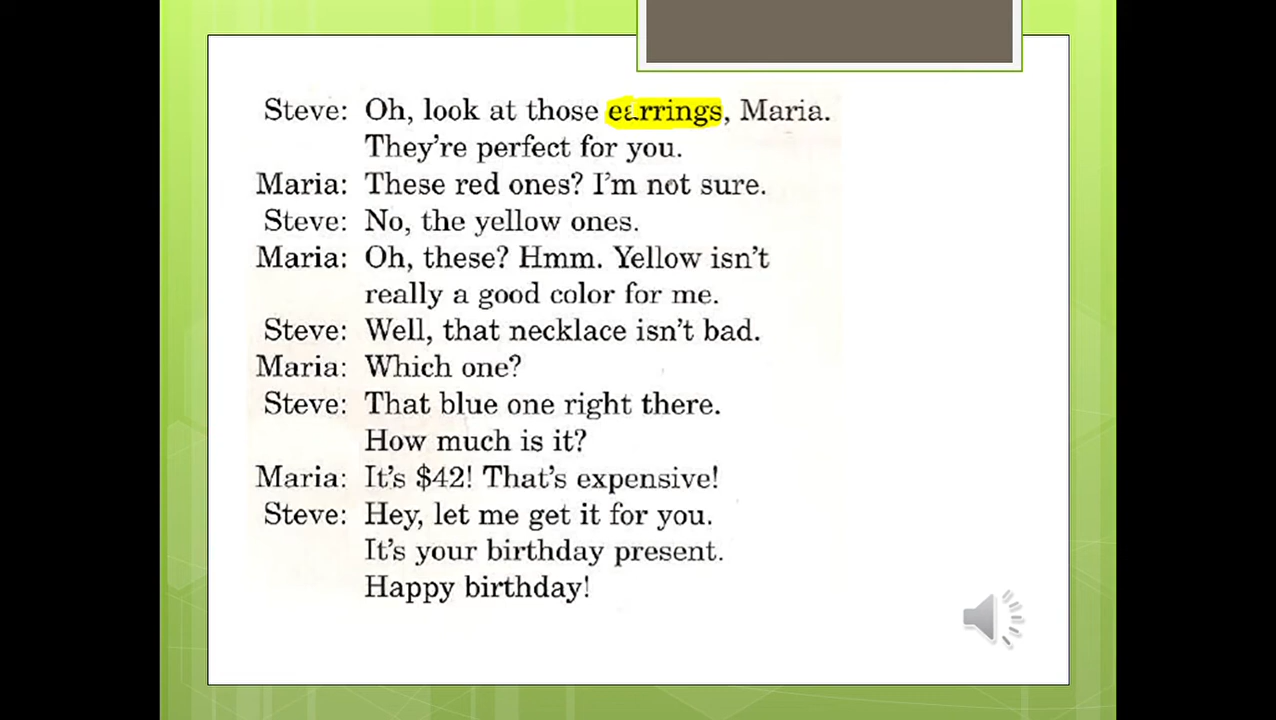 Steve: Oh, look at those earrings, Maria.
They're perfect for you.
Maria: These red ones? I'm not sure.
Steve: No, the yellow ones.
Maria: Oh, these? Hmm. Yellow isn't
really a good color for me.
Steve: Well, that necklace isn't bad.
Maria: Which one?
Steve: That blue one right there.
How much is it?
Maria: It's $42! That's expensive!
Steve: Hey, let me get it for you.
It's your birthday present.
Happy birthday!